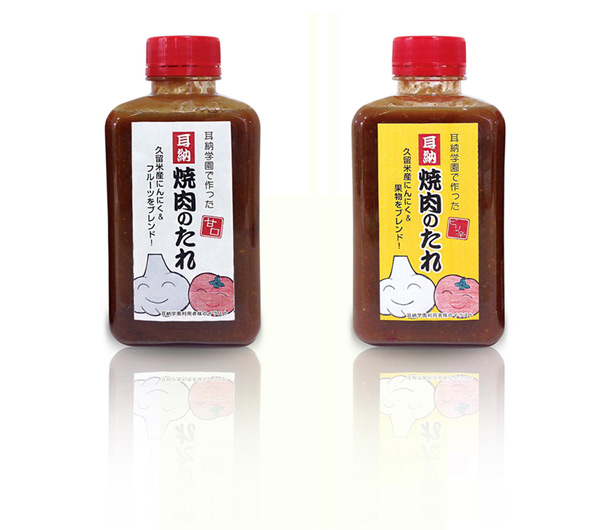 耳納学園で作った
耳納
焼肉のたれ
甘口
久留米産にんにく&
フルーツをブレンド!
耳納学園で作った
耳納
焼肉のたれ
ピリ辛
久留米産にんにく&
果物をブレンド!